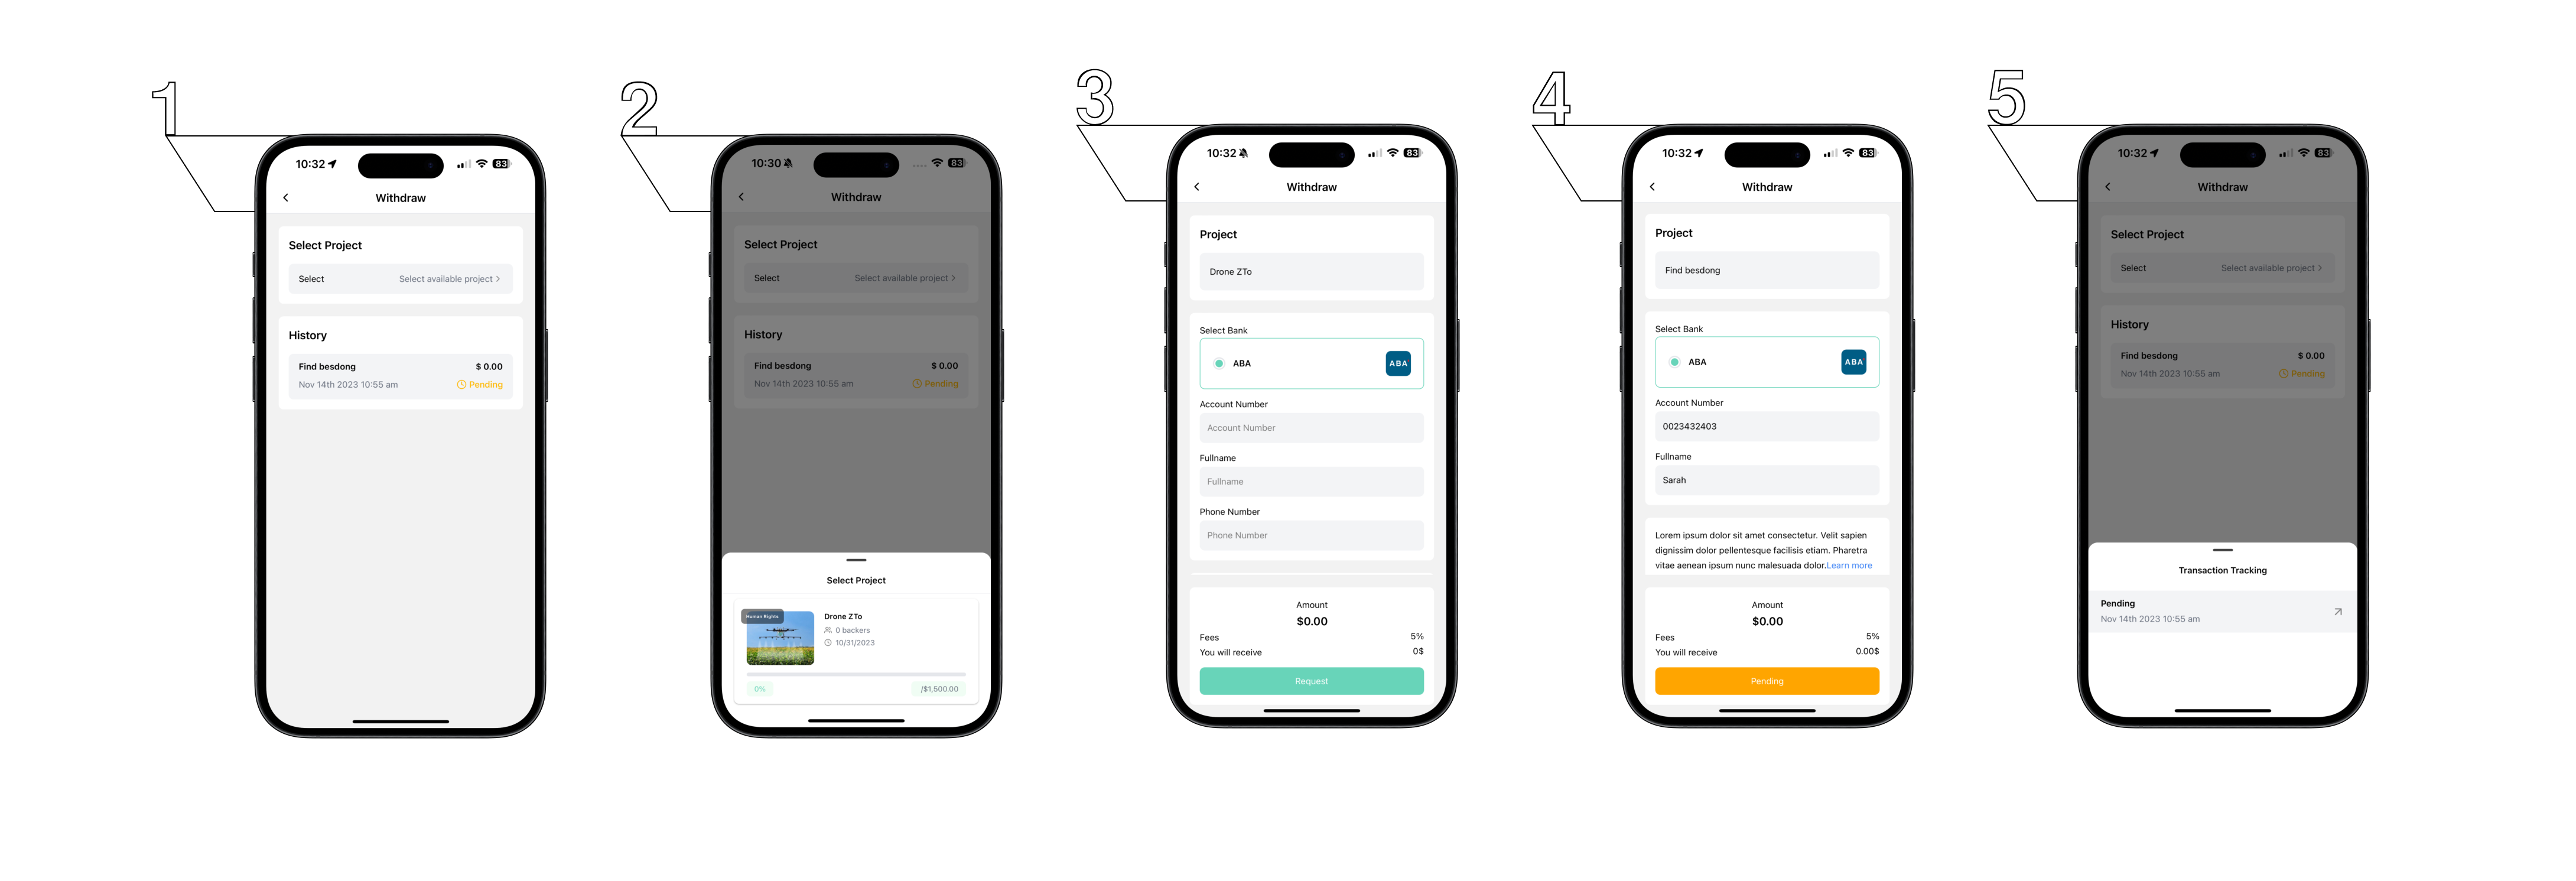 1
10:32
83
Withdraw
Select Project
Select Select available project
History
Find besdong $ 0.00
Nov 14th 2023 10:55 am Pending
2
10:30
83
Withdraw
Select Project
Select Select available project
History
Find besdong $ 0.00
Nov 14th 2023 10:55 am Pending
Select Project
Human Rights
Drone ZTo
0 backers
10/31/2023
0% /$1,500.00
3
10:32
83
Withdraw
Project
Drone ZTo
Select Bank
ABA ABA
Account Number
Account Number
Fullname
Fullname
Phone Number
Phone Number
Amount
$0.00
Fees 5%
You will receive 0$
Request
4
10:32
83
Withdraw
Project
Find besdong
Select Bank
ABA ABA
Account Number
0023432403
Fullname
Sarah
Lorem ipsum dolor sit amet consectetur. Velit sapien
dignissim dolor pellentesque facilisis etiam. Pharetra
vitae aenean ipsum nunc malesuada dolor.Learn more
Amount
$0.00
Fees 5%
You will receive 0.00$
Pending
5
10:32
83
Withdraw
Select Project
Select Select available project
History
Find besdong $ 0.00
Nov 14th 2023 10:55 am Pending
Transaction Tracking
Pending
Nov 14th 2023 10:55 am